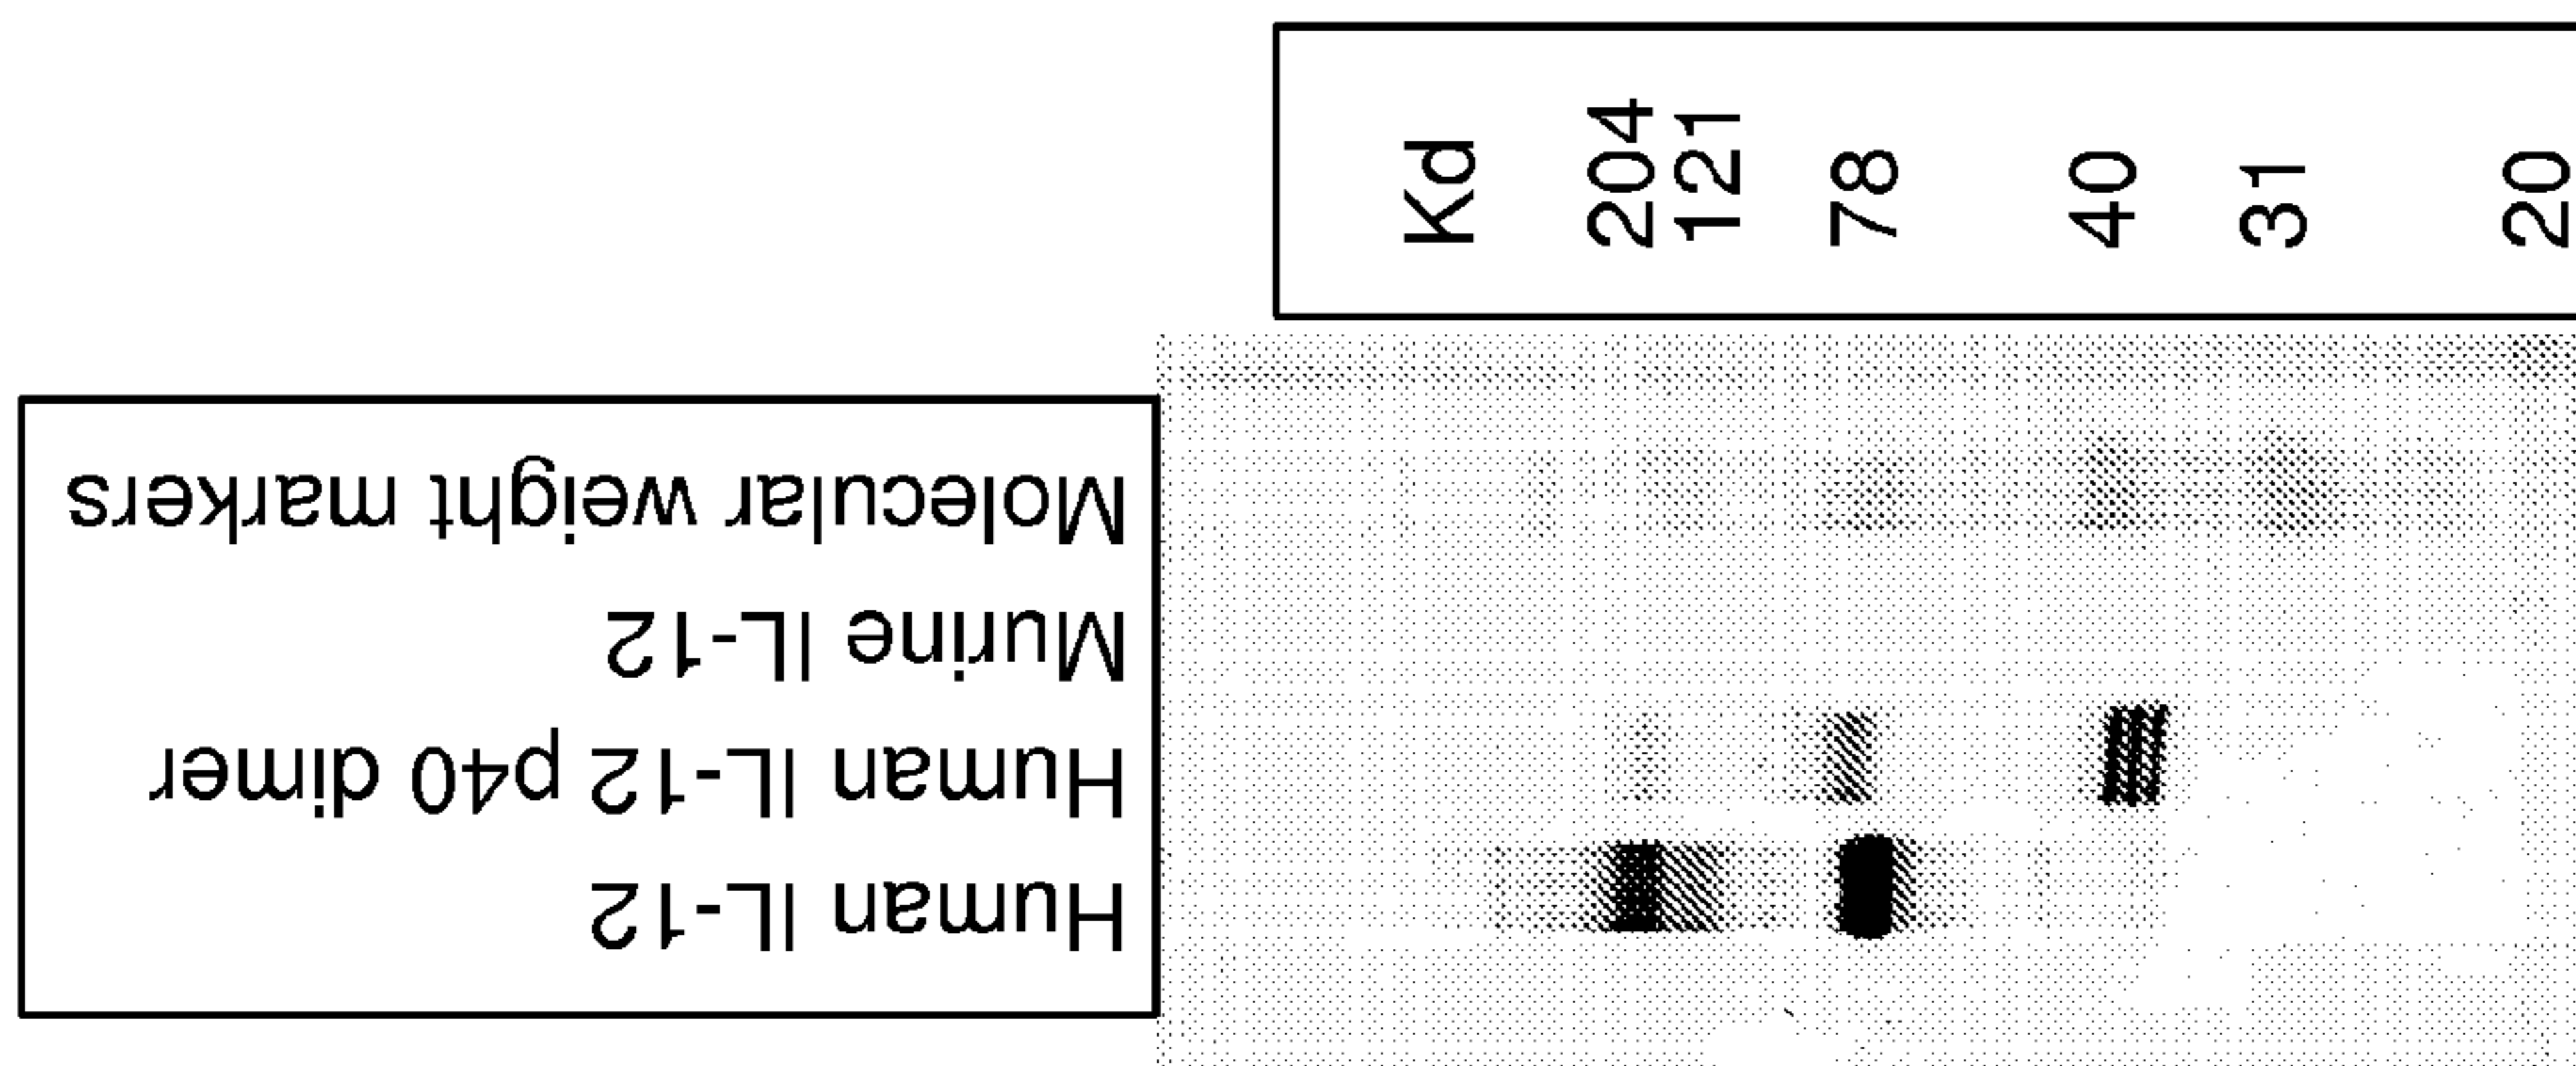 Kd
204
121
78
40
31
20
Molecular weight markers
Murine IL-12
Human IL-12 p40 dimer
Human IL-12